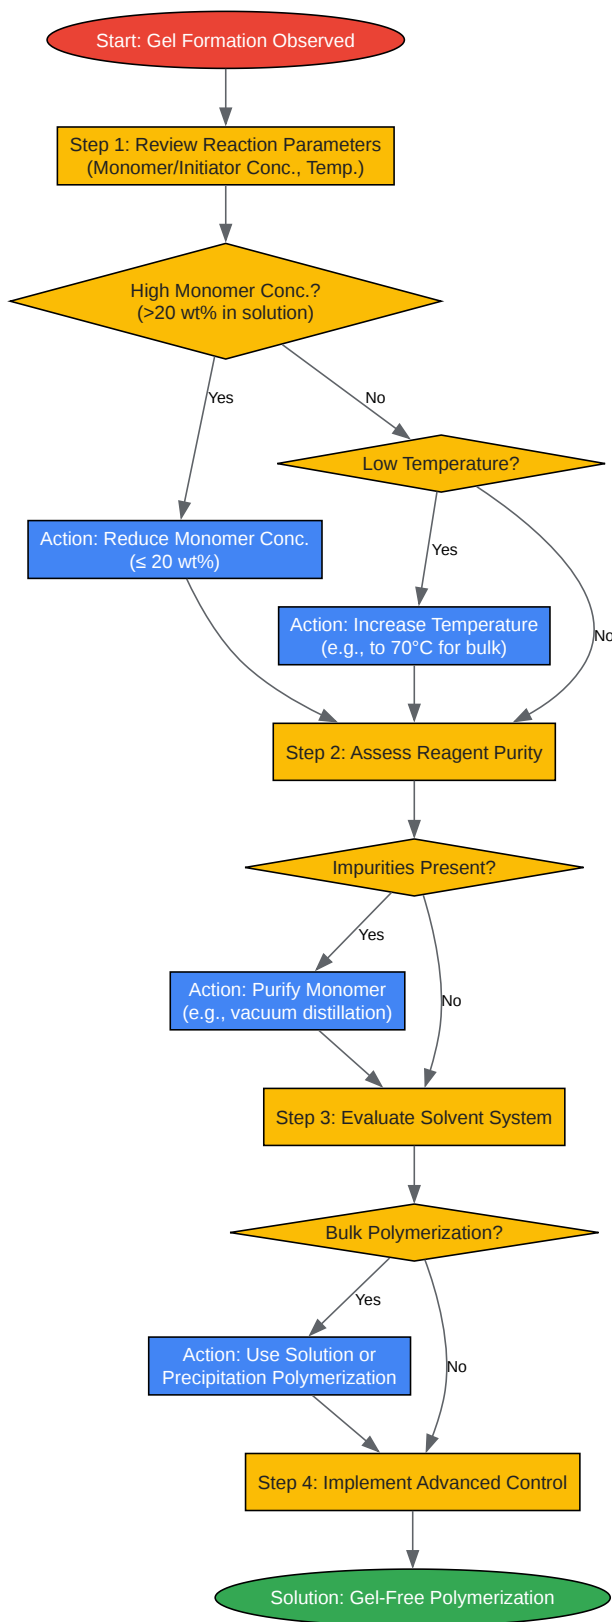 Start: Gel Formation Observed
Step 1: Review Reaction Parameters
(Monomer/Initiator Conc., Temp.)
High Monomer Conc.?
(>20 wt% in solution)
Yes
No
Low Temperature?
Action: Reduce Monomer Conc.
(≤ 20 wt%)
Yes
Action: Increase Temperature
(e.g., to 70°C for bulk)
No
Step 2: Assess Reagent Purity
Impurities Present?
Yes
Action: Purify Monomer
(e.g., vacuum distillation)
No
Step 3: Evaluate Solvent System
Bulk Polymerization?
Yes
Action: Use Solution or
Precipitation Polymerization
No
Step 4: Implement Advanced Control
Solution: Gel-Free Polymerization